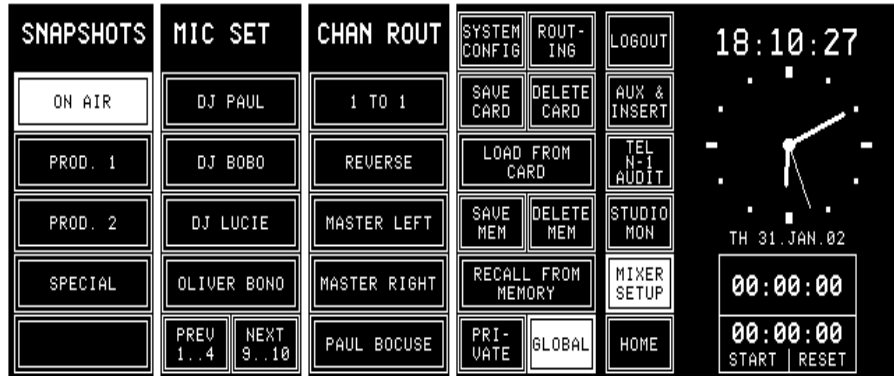 SNAPSHOTS
ON AIR
PROD. 1
PROD. 2
SPECIAL
MIC SET
DJ PAUL
DJ BOBO
DJ LUCIE
OLIVER BONO
PREV
1..4
NEXT
9..10
CHAN ROUT
1 TO 1
REVERSE
MASTER LEFT
MASTER RIGHT
PAUL BOCUSE
SYSTEM
CONFIG
ROUT-
ING
SAVE
CARD
DELETE
CARD
LOAD FROM
CARD
SAVE
MEM
DELETE
MEM
RECALL FROM
MEMORY
PRI-
VATE
GLOBAL
LOGOUT
AUX &
INSERT
TEL
N-1
AUDIT
STUDIO
MON
MIXER
SETUP
HOME
18:10:27
TH 31.JAN.02
00:00:00
00:00:00
START
RESET